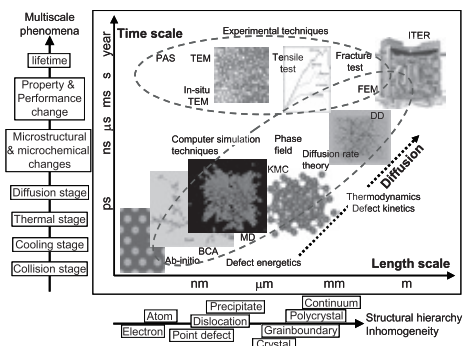 Multiscale
phenomena
lifetime
Property &
Performance
change
Microstructural
& microchemical
changes
Diffusion stage
Thermal stage
Cooling stage
Collision stage
Time scale
year
s
ms
μs
ns
ps
Experimental techniques
ITER
PAS
TEM
In-situ
TEM
Tensile
test
Fracture
test
FEM
DD
Computer simulation
techniques
Phase
field
KMC
Diffusion rate
theory
Diffusion
Thermodynamics
Defect kinetics
MD
BCA
Ab-initio
Defect energetics
Length scale
nm
μm
mm
m
Continuum
Precipitate
Atom
Polycrystal
Dislocation
Electron
Grainboundary
Point defect
Crystal
Structural hierarchy
Inhomogeneity